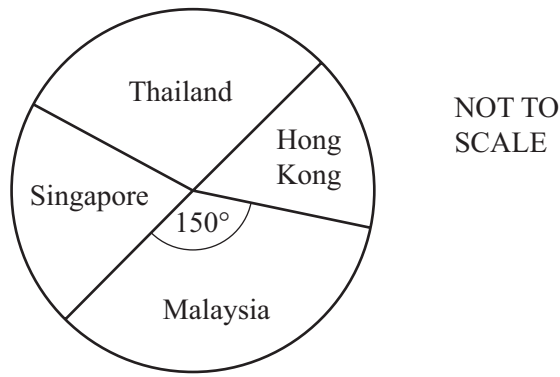 Thailand
NOT TO
SCALE
Hong
Kong
Singapore
150°
Malaysia